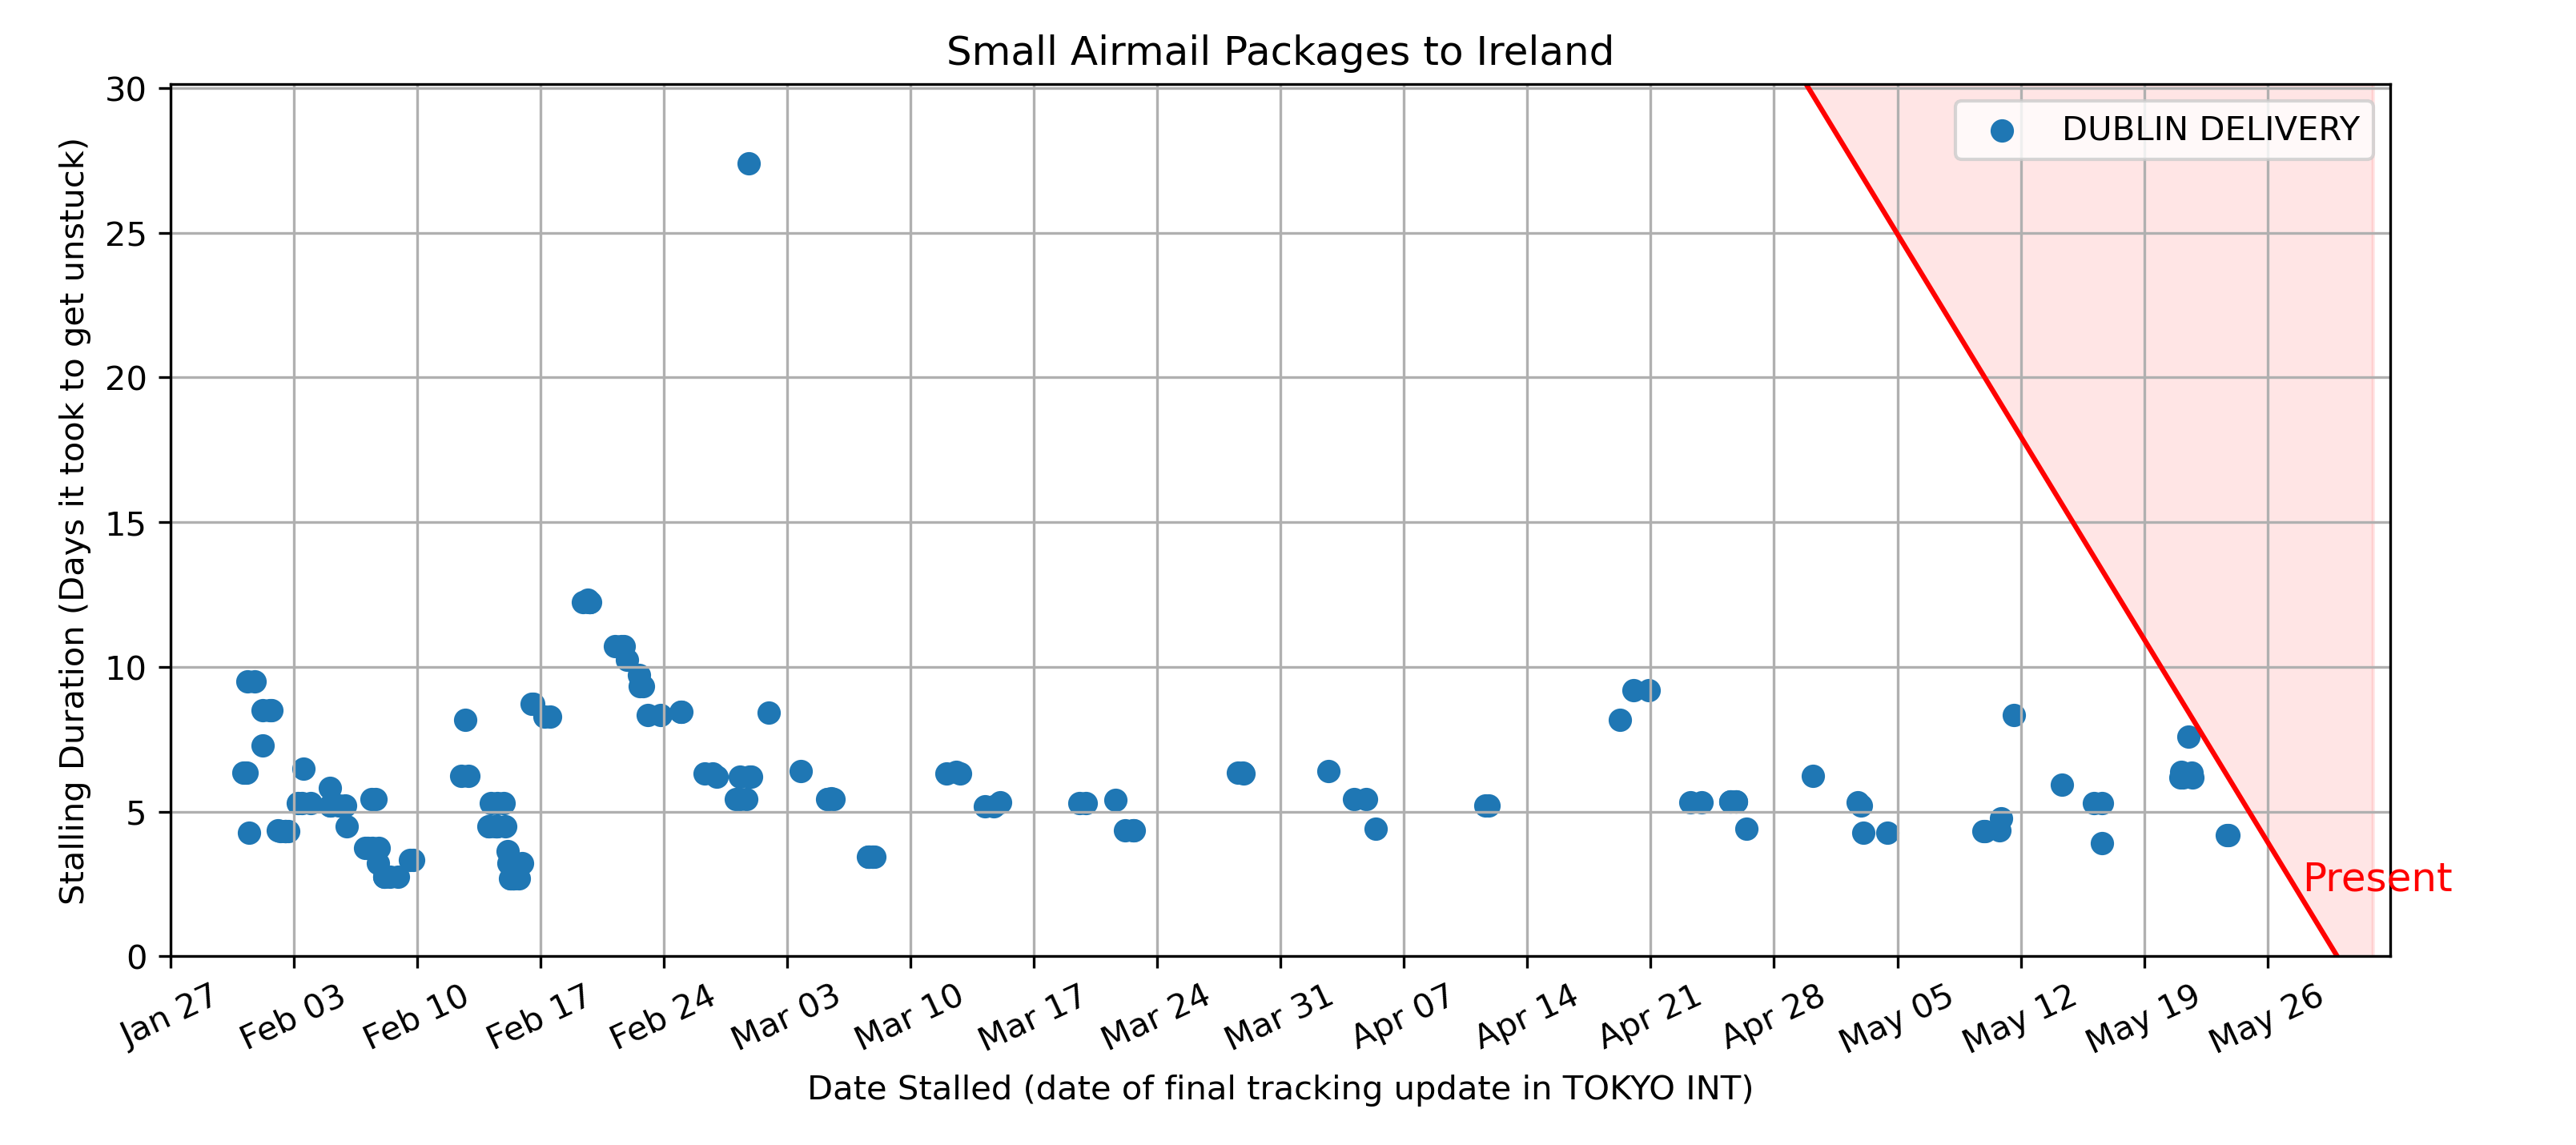 Small Airmail Packages to Ireland
Stalling Duration (Days it took to get unstuck)
30
25
20
15
10
5
0
DUBLIN DELIVERY
Present
Jan 27
Feb 03
Feb 10
Feb 17
Feb 24
Mar 03
Mar 10
Mar 17
Mar 24
Mar 31
Apr 07
Apr 14
Apr 21
Apr 28
May 05
May 12
May 19
May 26
Date Stalled (date of final tracking update in TOKYO INT)